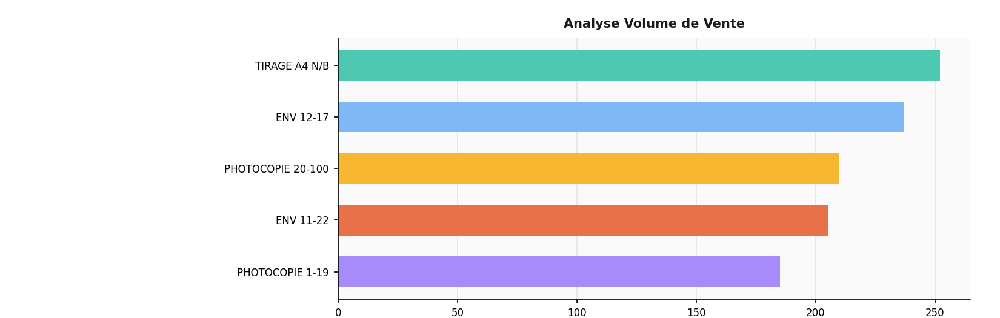 Analyse Volume de Vente
TIRAGE A4 N/B
ENV 12-17
PHOTOCOPIE 20-100
ENV 11-22
PHOTOCOPIE 1-19
0 50 100 150 200 250